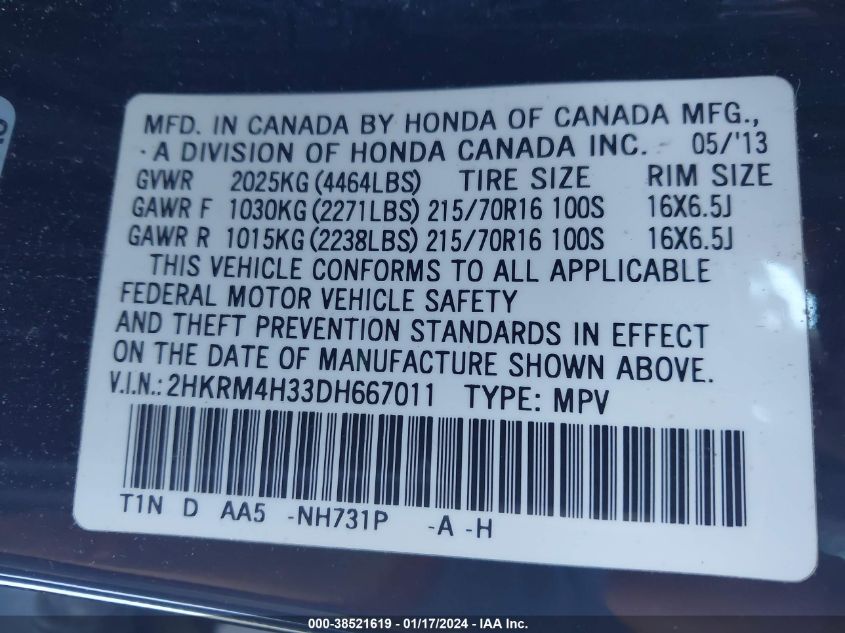 MFD. IN CANADA BY HONDA OF CANADA MFG.,
A DIVISION OF HONDA CANADA INC. 05/'13
GVWR 2025KG (4464LBS) TIRE SIZE RIM SIZE
GAWR F 1030KG (2271LBS) 215/70R16 100S 16X6.5J
GAWR R 1015KG (2238LBS) 215/70R16 100S 16X6.5J
THIS VEHICLE CONFORMS TO ALL APPLICABLE
FEDERAL MOTOR VEHICLE SAFETY
AND THEFT PREVENTION STANDARDS IN EFFECT
ON THE DATE OF MANUFACTURE SHOWN ABOVE.
V.I.N.: 2HKRM4H33DH667011 TYPE: MPV
T1N D AA5 -NH731P -A -H
000-38521619 - 01/17/2024 - IAA Inc.